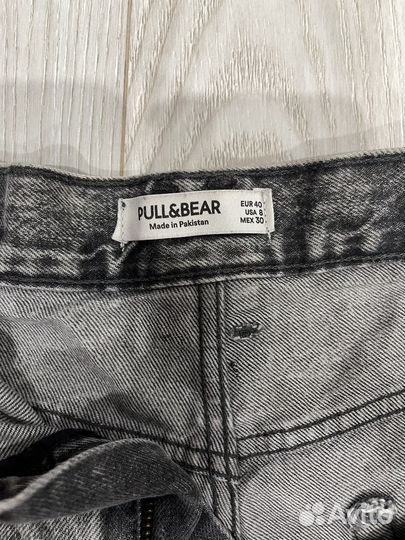 PULL&BEAR
Made in Pakistan
EUR 40
USA 8
MEX 30
Avito